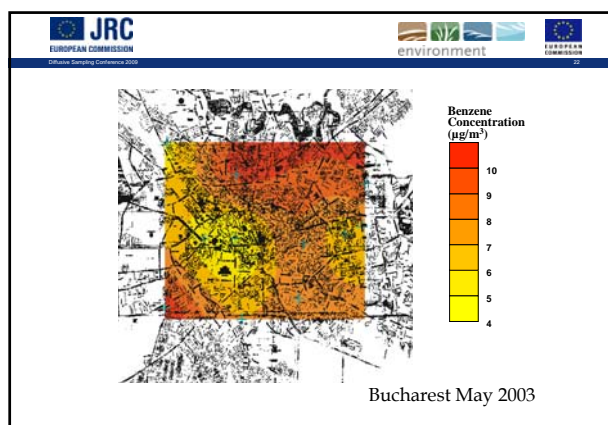 JRC
EUROPEAN COMMISSION
environment
EUROPEAN
COMMISSION
Diffusive Sampling Conference 2009
22
Benzene
Concentration
(µg/m³)
10
9
8
7
6
5
4
Bucharest May 2003